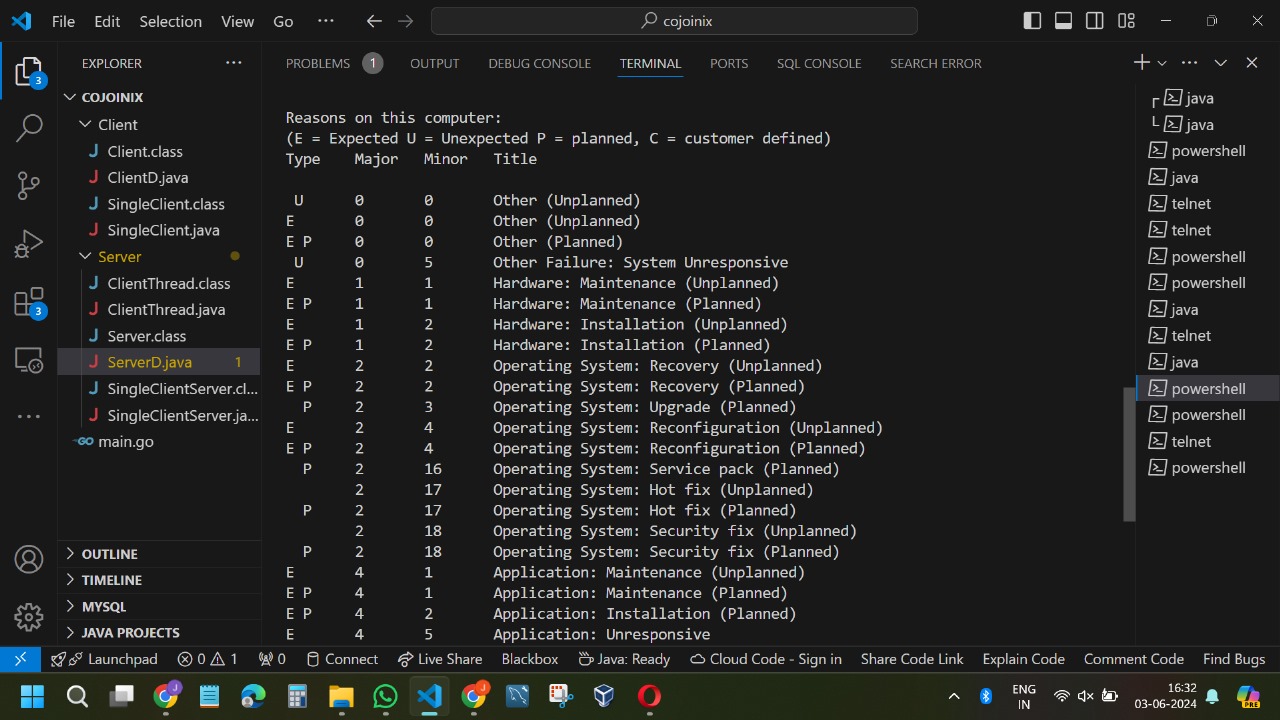 File Edit Selection View Go ··· cojoinix
EXPLORER ···
PROBLEMS 1 OUTPUT DEBUG CONSOLE TERMINAL PORTS SQL CONSOLE SEARCH ERROR
COJOINIX
Client
Client.class
ClientD.java
SingleClient.class
SingleClient.java
Server
ClientThread.class
ClientThread.java
Server.class
ServerD.java 1
SingleClientServer.cl...
SingleClientServer.ja...
main.go
OUTLINE
TIMELINE
MYSQL
JAVA PROJECTS
3
3
Reasons on this computer:
(E = Expected U = Unexpected P = planned, C = customer defined)
Type Major Minor Title
U 0 0 Other (Unplanned)
E 0 0 Other (Unplanned)
E P 0 0 Other (Planned)
U 0 5 Other Failure: System Unresponsive
E 1 1 Hardware: Maintenance (Unplanned)
E P 1 1 Hardware: Maintenance (Planned)
E 1 2 Hardware: Installation (Unplanned)
E P 1 2 Hardware: Installation (Planned)
E 2 2 Operating System: Recovery (Unplanned)
E P 2 2 Operating System: Recovery (Planned)
P 2 3 Operating System: Upgrade (Planned)
E 2 4 Operating System: Reconfiguration (Unplanned)
E P 2 4 Operating System: Reconfiguration (Planned)
P 2 16 Operating System: Service pack (Planned)
2 17 Operating System: Hot fix (Unplanned)
P 2 17 Operating System: Hot fix (Planned)
2 18 Operating System: Security fix (Unplanned)
P 2 18 Operating System: Security fix (Planned)
E 4 1 Application: Maintenance (Unplanned)
E P 4 1 Application: Maintenance (Planned)
E P 4 2 Application: Installation (Planned)
E 4 5 Application: Unresponsive
java
java
powershell
java
telnet
telnet
powershell
powershell
java
telnet
java
powershell
powershell
telnet
powershell
Launchpad 0 1 0 Connect Live Share Blackbox Java: Ready Cloud Code - Sign in Share Code Link Explain Code Comment Code Find Bugs
J J ENG 16:32
IN 03-06-2024 PRE